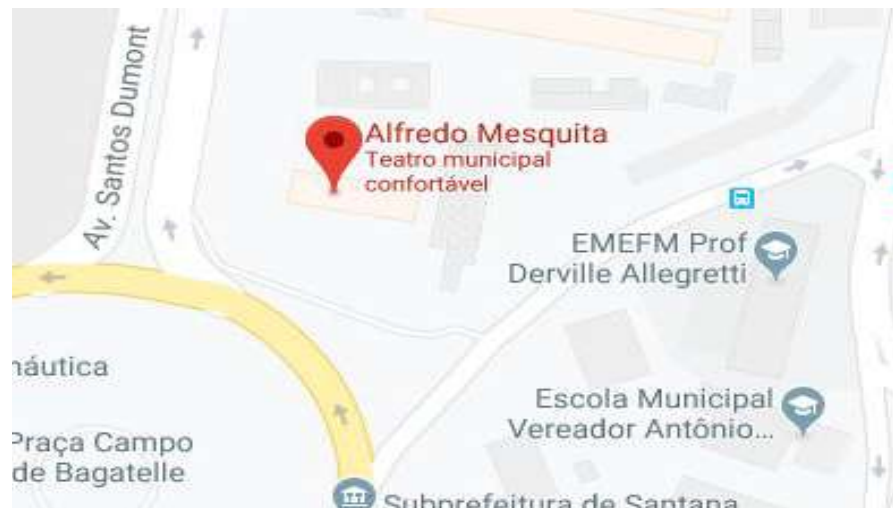 Av. Santos Dumont
Alfredo Mesquita
Teatro municipal
confortável
EMEFM Prof
Derville Allegretti
náutica
Escola Municipal
Vereador Antônio...
Praça Campo
de Bagatelle
Subprefeitura de Santana